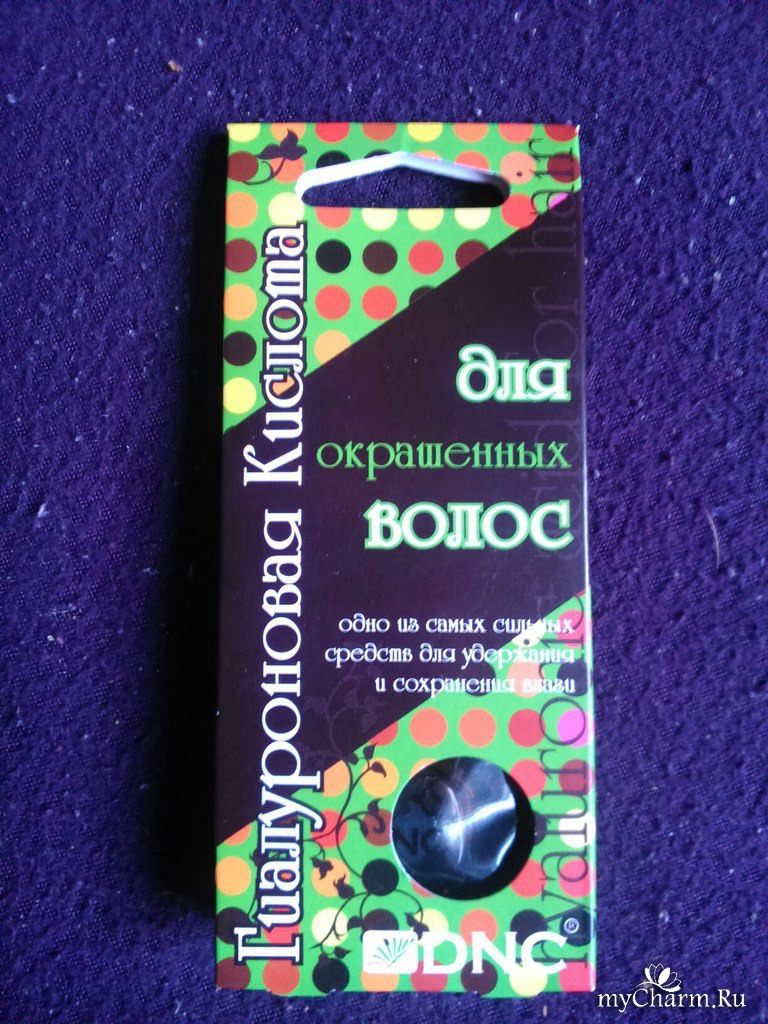 Гиалуроновая Кислота
для
окрашенных
волос
одно из самых сильных
средств для удержания
и сохранения влаги
DNC®
myCharm.Ru